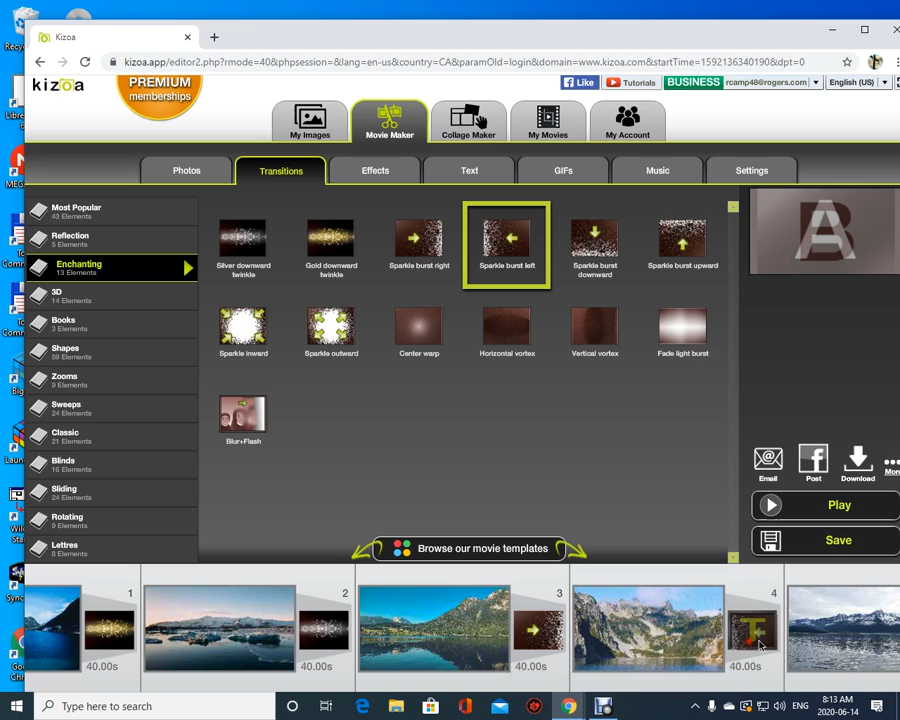 Recyc
Kizoa
kizoa.app/editor2.php?rmode=40&phpsession=&lang=en-us&country=CA&paramOld=login&domain=www.kizoa.com&startTime=1592136340190&dpt=0
kizoa
PREMIUM
memberships
Like
Tutorials
BUSINESS
rcamp48@rogers.com
English (US)
My Images
Movie Maker
Collage Maker
My Movies
My Account
Photos
Transitions
Effects
Text
GIFs
Music
Settings
Most Popular
43 Elements
Reflection
5 Elements
Enchanting
13 Elements
3D
14 Elements
Books
3 Elements
Shapes
50 Elements
Zooms
9 Elements
Sweeps
24 Elements
Classic
21 Elements
Blinds
16 Elements
Sliding
24 Elements
Rotating
9 Elements
Lettres
8 Elements
Silver downward
twinkle
Gold downward
twinkle
Sparkle burst right
Sparkle burst left
Sparkle burst
downward
Sparkle burst upward
Sparkle inward
Sparkle outward
Center warp
Horizontal vortex
Vertical vortex
Fade light burst
Blur+Flash
B
A
Email
Post
Download
More
Play
Save
Browse our movie templates
1
40.00s
2
40.00s
3
40.00s
4
40.00s
Type here to search
ENG
8:13 AM
2020-06-14